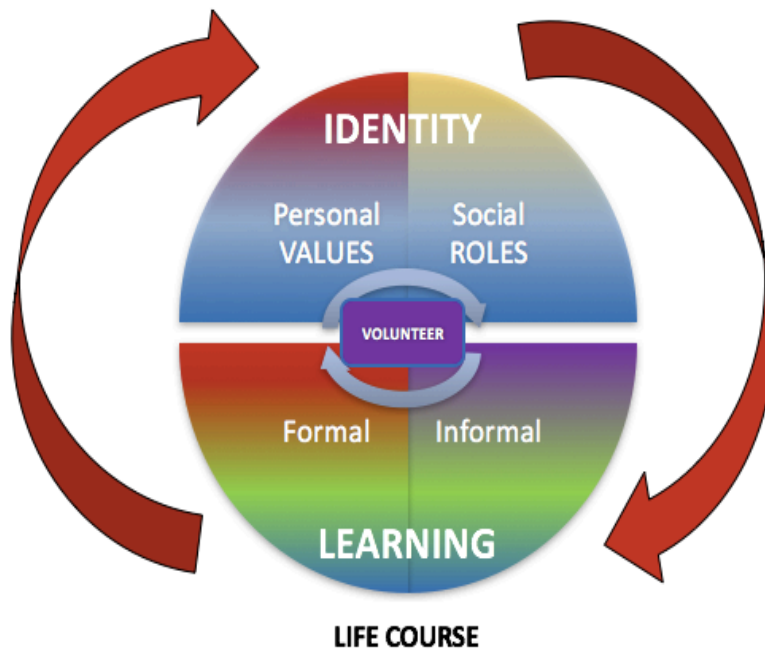 IDENTITY
Personal
VALUES
Social
ROLES
VOLUNTEER
Formal
Informal
LEARNING
LIFE COURSE